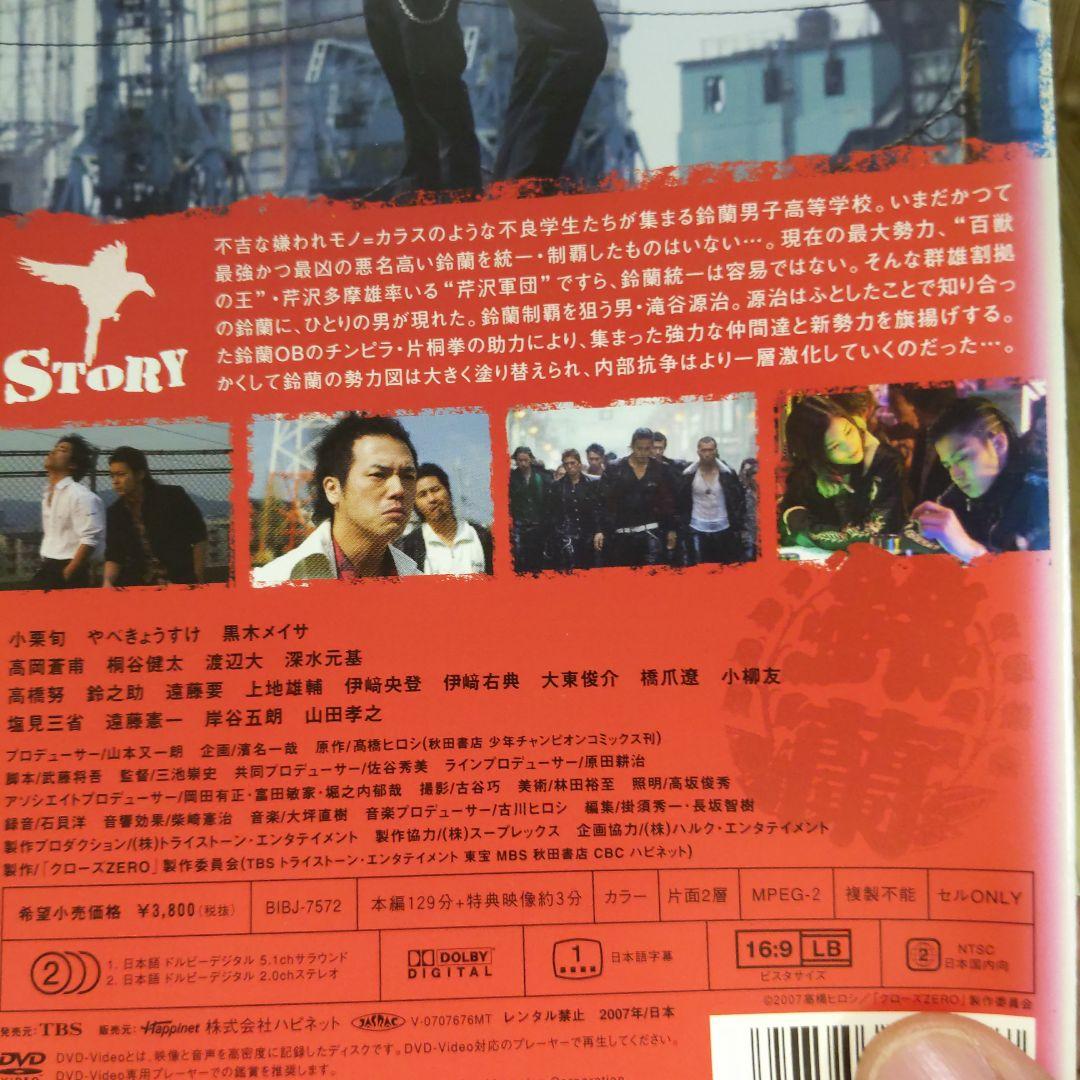 不吉な嫌われモノ=カラスのような不良学生たちが集まる鈴蘭男子高等学校。いまだかつて
最強かつ最凶の悪名高い鈴蘭を統一・制覇したものはいない…。現在の最大勢力、“百獣
の王”・芹沢多摩雄率いる“芹沢軍団”ですら、鈴蘭統一は容易ではない。そんな群雄割拠
の鈴蘭に、ひとりの男が現れた。鈴蘭制覇を狙う男・滝谷源治。源治はふとしたことで知り合っ
た鈴蘭OBのチンピラ・片桐拳の助力により、集まった強力な仲間達と新勢力を旗揚げする。
かくして鈴蘭の勢力図は大きく塗り替えられ、内部抗争はより一層激化していくのだった…。
STORY
小栗旬 やべきょうすけ 黒木メイサ
高岡蒼甫 桐谷健太 渡辺大 深水元基
高橋努 鈴之助 遠藤要 上地雄輔 伊﨑央登 伊﨑右典 大東俊介 橋爪遼 小柳友
塩見三省 遠藤憲一 岸谷五朗 山田孝之
プロデューサー/山本又一朗 企画/濱名一哉 原作/髙橋ヒロシ(秋田書店 少年チャンピオンコミックス刊)
脚本/武藤将吾 監督/三池崇史 共同プロデューサー/佐谷秀美 ラインプロデューサー/原田耕治
アソシエイトプロデューサー/岡田有正・富田敏家・堀之内郁哉 撮影/古谷巧 美術/林田裕至 照明/高坂俊秀
録音/石貝洋 音響効果/柴崎憲治 音楽/大坪直樹 音楽プロデューサー/古川ヒロシ 編集/掛須秀一・長坂智樹
製作プロダクション/(株)トライストーン・エンタテイメント 製作協力/(株)スープレックス 企画協力/(株)ハルク・エンタテイメント
製作/「クローズZERO」製作委員会(TBS トライストーン・エンタテイメント 東宝 MBS 秋田書店 CBC ハピネット)
希望小売価格 ¥3,800(税抜) BIBJ-7572 本編129分+特典映像約3分 カラー 片面2層 MPEG-2 複製不能 セルONLY
2 1. 日本語 ドルビーデジタル 5.1chサラウンド
2. 日本語 ドルビーデジタル 2.0chステレオ
DOLBY DIGITAL 1 日本語字幕 16:9 LB ビスタサイズ 2 NTSC 日本国内向
©2007髙橋ヒロシ/「クローズZERO」製作委員会
発売元:TBS 販売元:Happinet 株式会社ハピネット JASRAC V-0707676MT レンタル禁止 2007年/日本
DVD VIDEO DVD-Videoとは、映像と音声を高密度に記録したディスクです。DVD-Video対応のプレーヤーで再生してください。
DVD-Video専用プレーヤーでの鑑賞を推奨します。